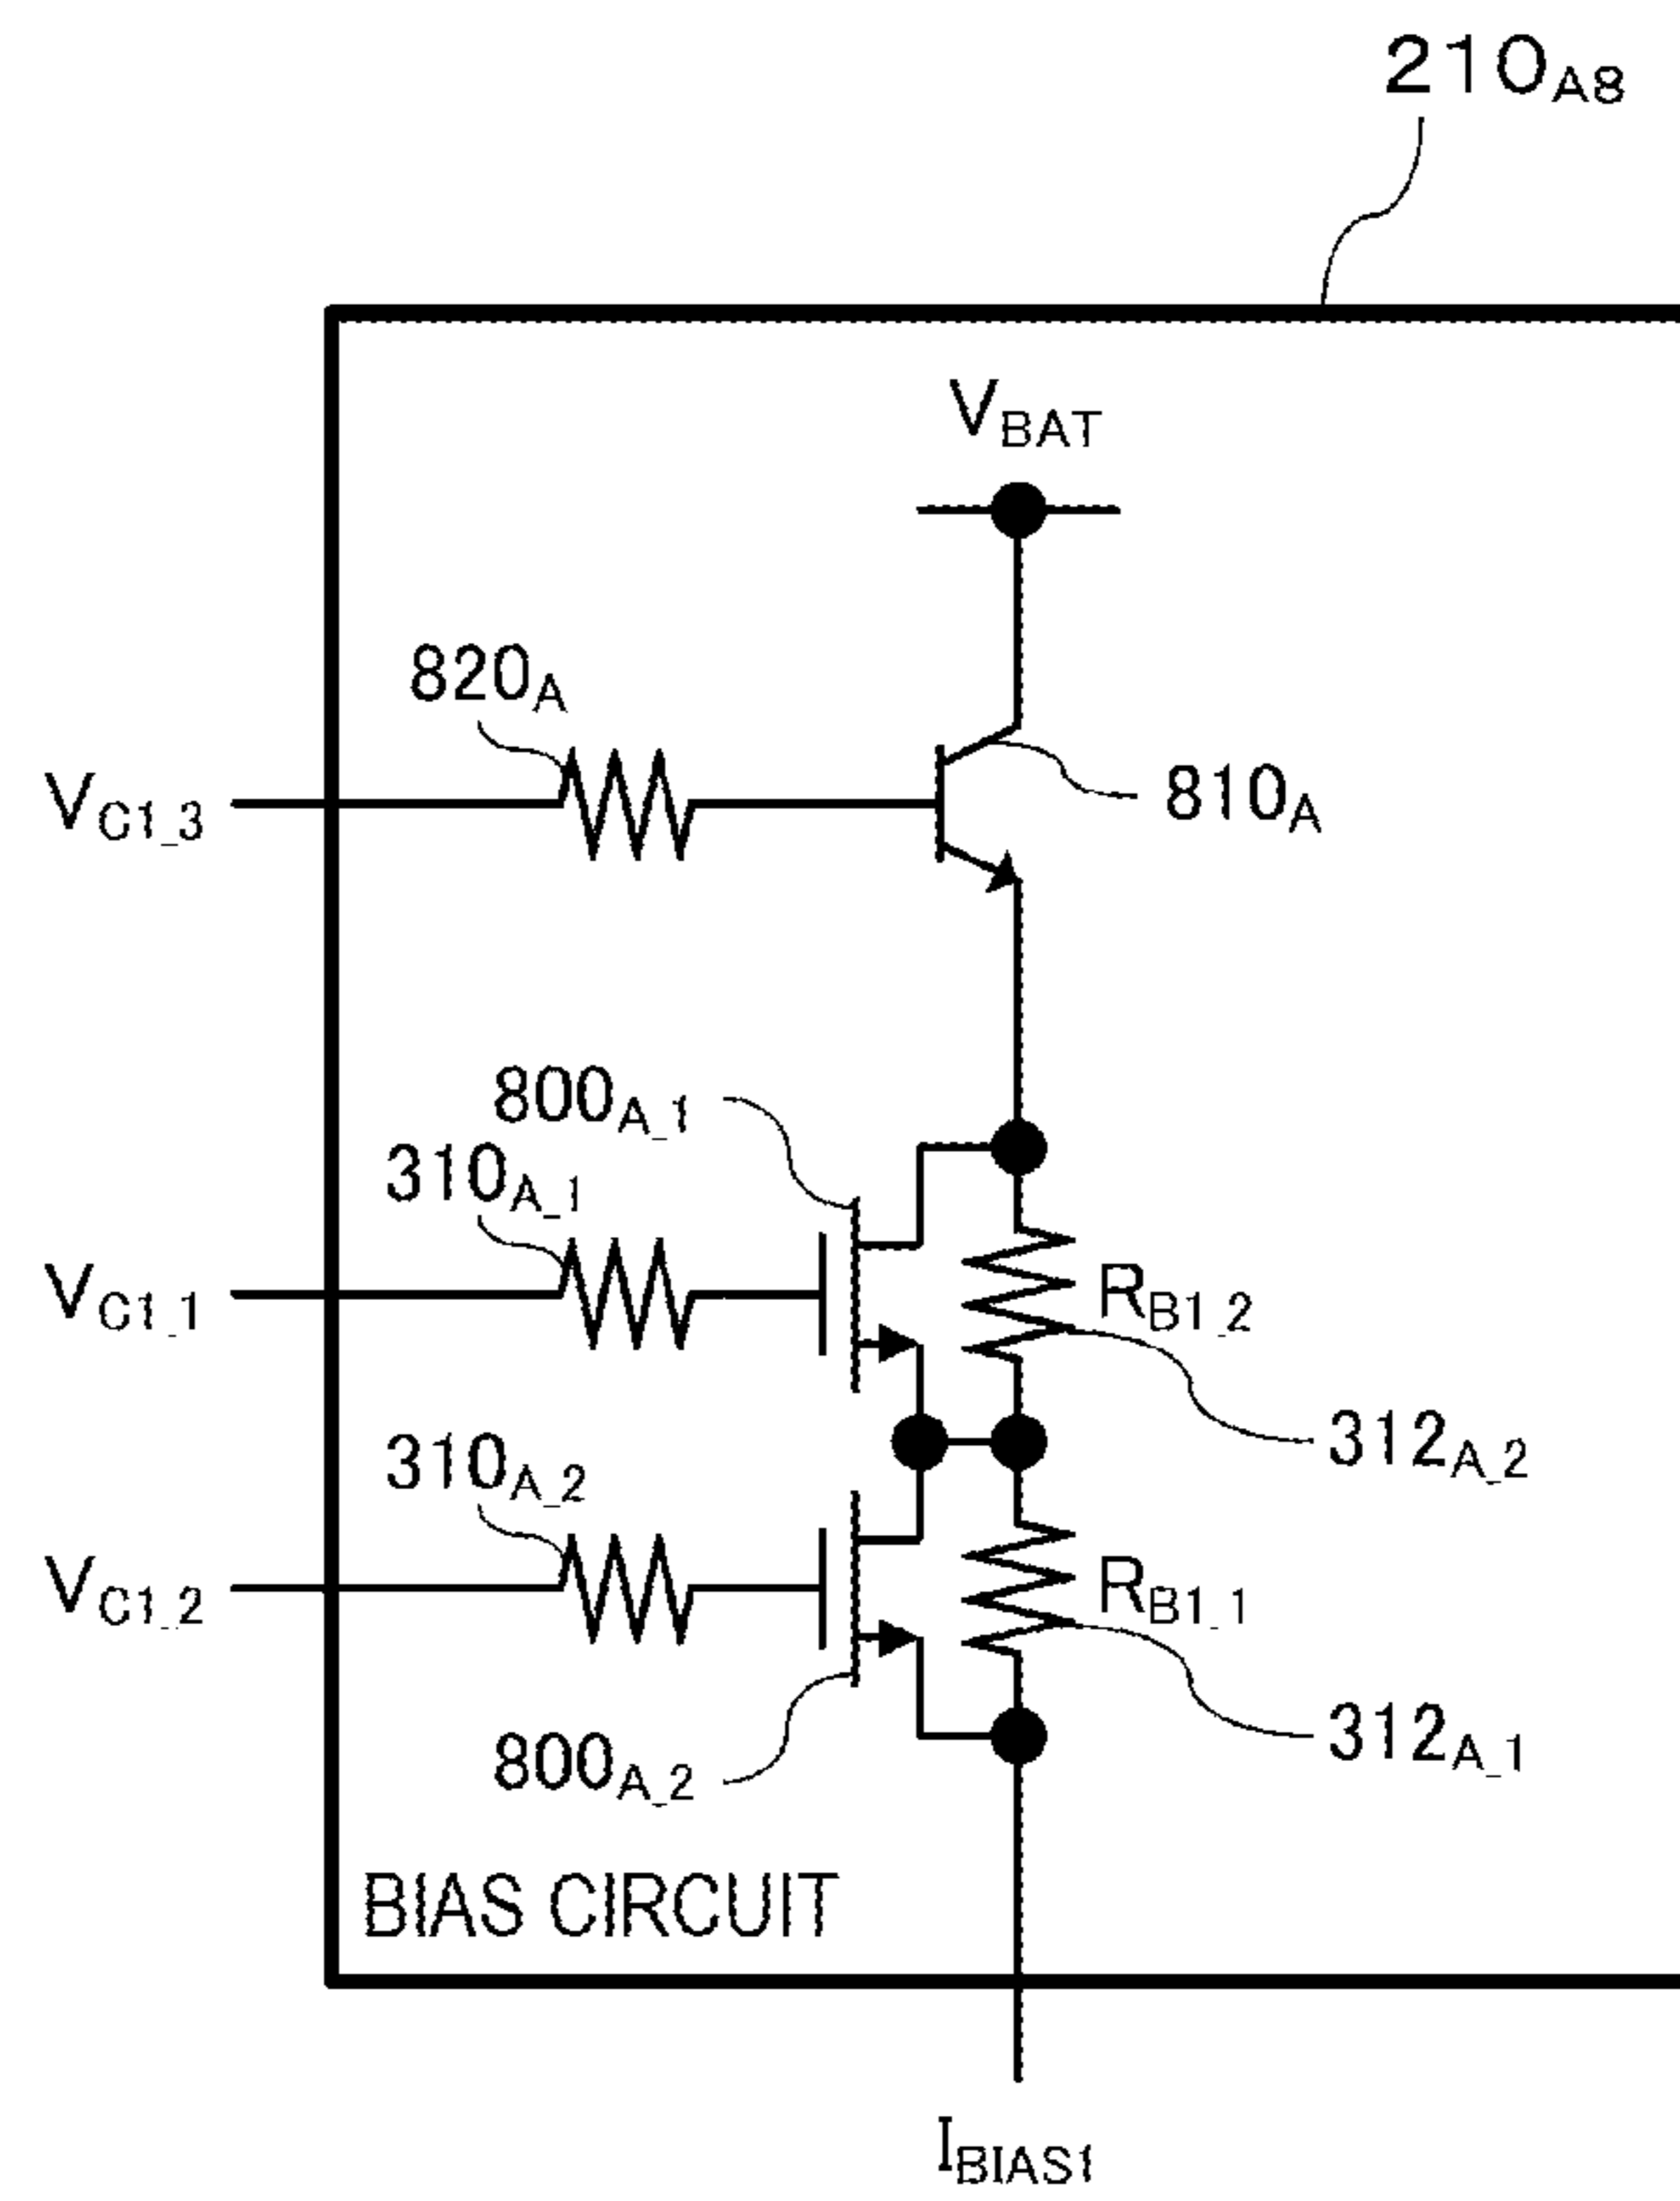 210A8
VBAT
820A
VC1_3
810A
800A_1
310A_1
VC1_1
RB1_2
312A_2
310A_2
VC1_2
RB1_1
312A_1
800A_2
BIAS CIRCUIT
IBIAS1